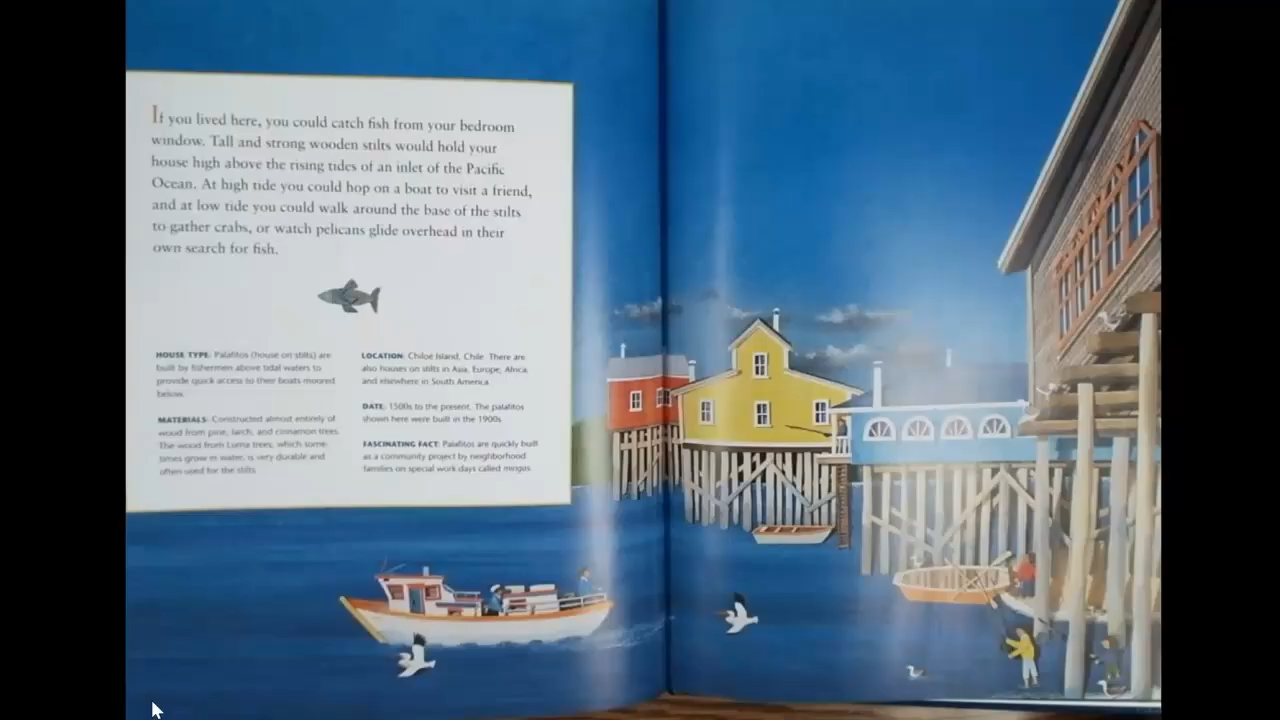 If you lived here, you could catch fish from your bedroom
window. Tall and strong wooden stilts would hold your
house high above the rising tides of an inlet of the Pacific
Ocean. At high tide you could hop on a boat to visit a friend,
and at low tide you could walk around the base of the stilts
to gather crabs, or watch pelicans glide overhead in their
own search for fish.
HOUSE TYPE: Palafitos (house on stilts) are
built by fishermen above tidal waters to
provide quick access to their boats moored
below.
MATERIALS: Constructed almost entirely of
wood from pine, larch, and cinnamon trees.
The wood from Luma trees, which some-
times grow in water, is very durable and
often used for the stilts.
LOCATION: Chiloé Island, Chile. There are
also houses on stilts in Asia, Europe, Africa,
and elsewhere in South America.
DATE: 1500s to the present. The palafitos
shown here were built in the 1900s.
FASCINATING FACT: Palafitos are quickly built
as a community project by neighborhood
families on special work days called mingas.